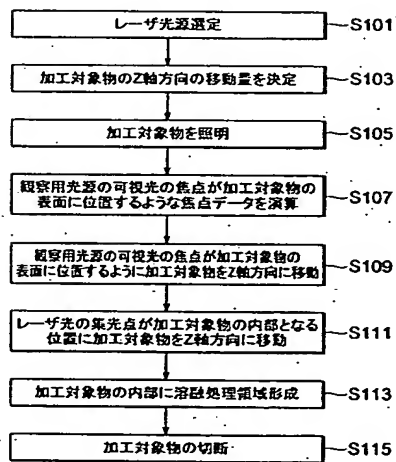 レーザ光源選定
S101
加工対象物のZ軸方向の移動量を決定
S103
加工対象物を照明
S105
観察用光源の可視光の焦点が加工対象物の
表面に位置するような焦点データを演算
S107
観察用光源の可視光の焦点が加工対象物の
表面に位置するように加工対象物をZ軸方向に移動
S109
レーザ光の集光点が加工対象物の内部となる
位置に加工対象物をZ軸方向に移動
S111
加工対象物の内部に溶融処理領域形成
S113
加工対象物の切断
S115